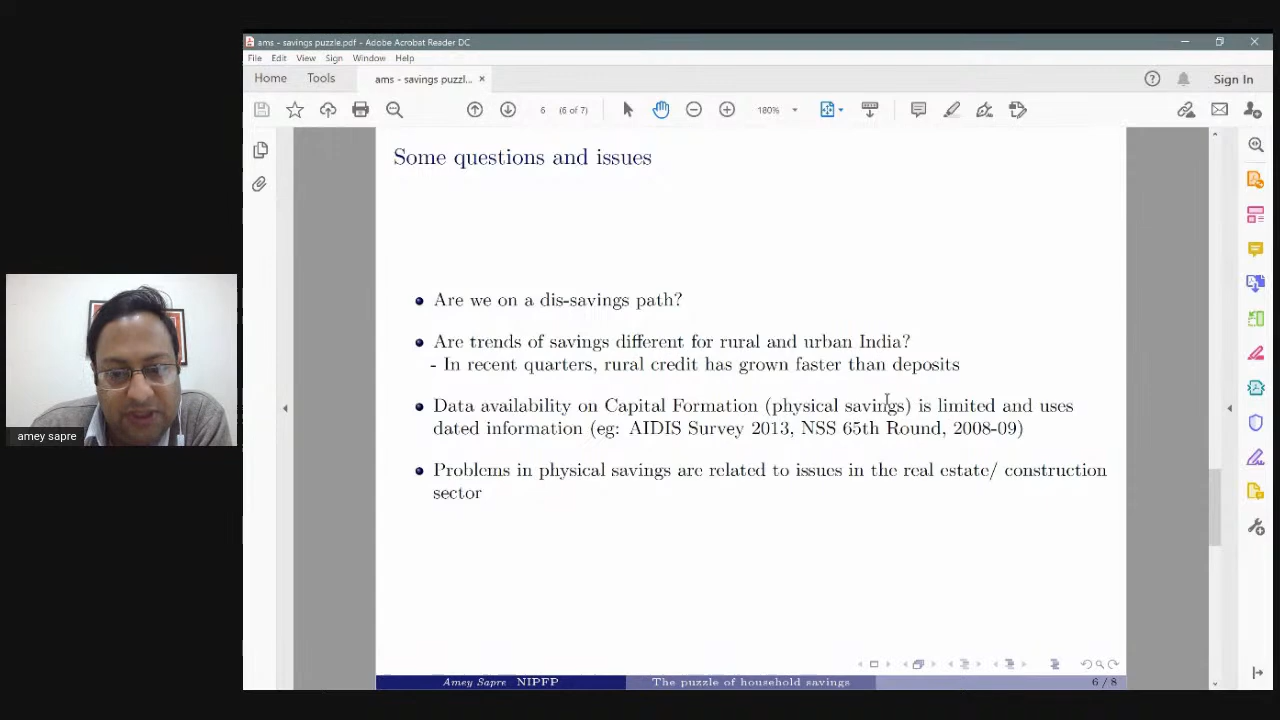 ams - savings puzzle.pdf - Adobe Acrobat Reader DC
File Edit View Sign Window Help
Home Tools ams - savings puzzl... ×
Sign In
6 (6 of 7) 180%
Some questions and issues
Are we on a dis-savings path?
Are trends of savings different for rural and urban India?
- In recent quarters, rural credit has grown faster than deposits
Data availability on Capital Formation (physical savings) is limited and uses
dated information (eg: AIDIS Survey 2013, NSS 65th Round, 2008-09)
Problems in physical savings are related to issues in the real estate/ construction
sector
amey sapre
Amey Sapre NIPFP The puzzle of household savings 6 / 8